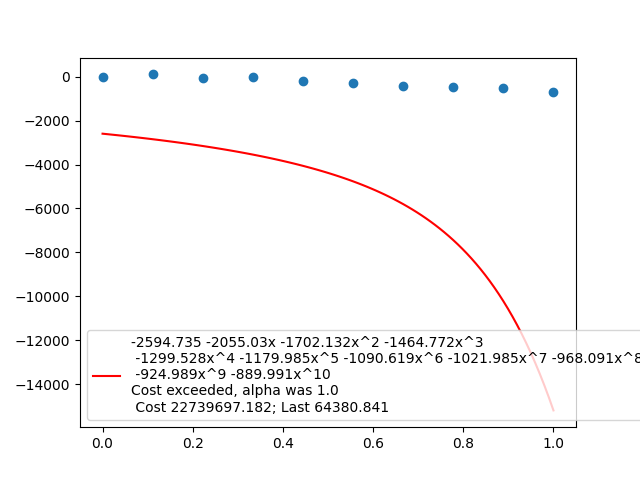 0
−2000
−4000
−6000
−8000
−10000
−12000
−14000
-2594.735 -2055.03x -1702.132x^2 -1464.772x^3
-1299.528x^4 -1179.985x^5 -1090.619x^6 -1021.985x^7 -968.091x^8
-924.989x^9 -889.991x^10
Cost exceeded, alpha was 1.0
Cost 22739697.182; Last 64380.841
0.0 0.2 0.4 0.6 0.8 1.0